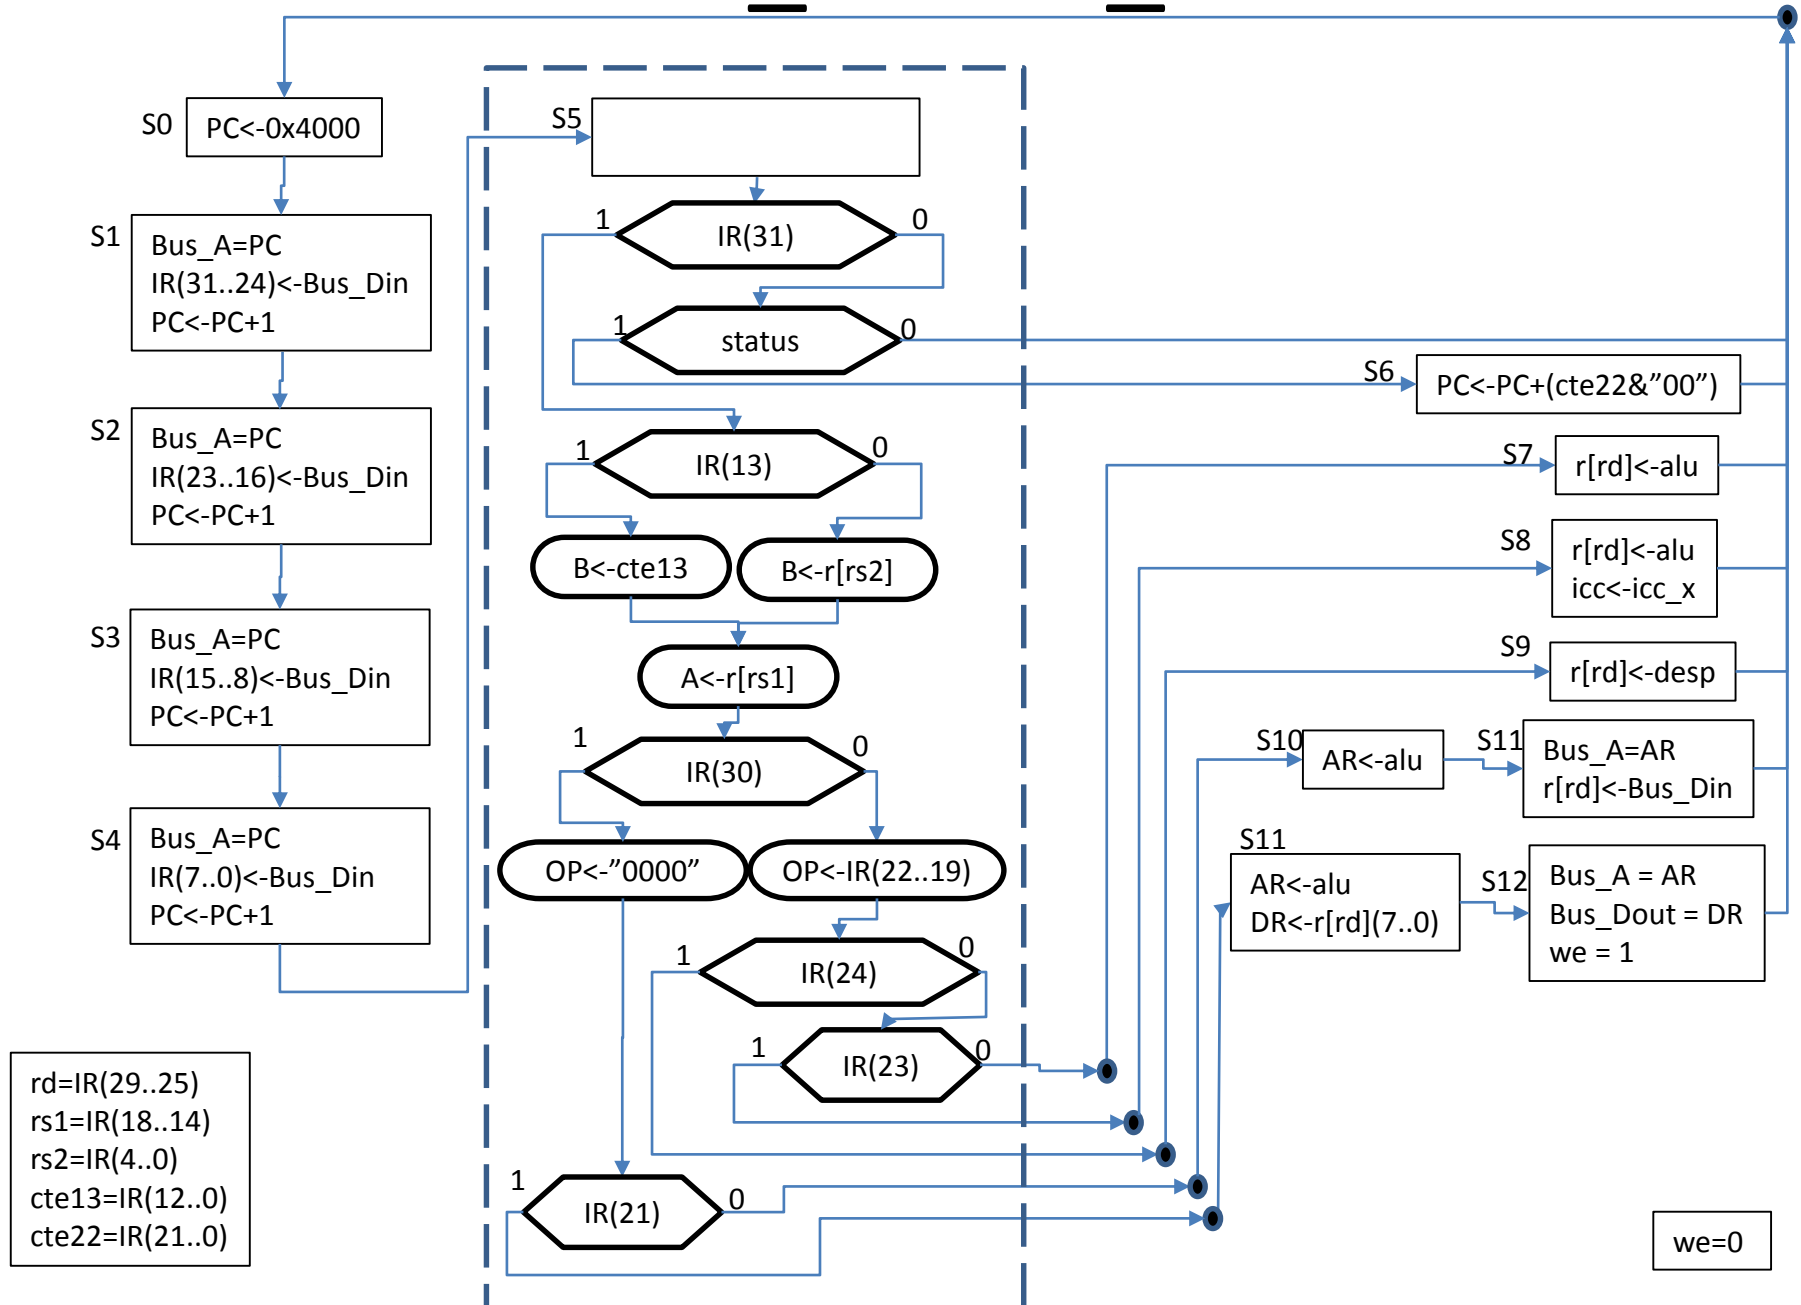 S0
PC<-0x4000
S1
Bus_A=PC
IR(31..24)<-Bus_Din
PC<-PC+1
S2
Bus_A=PC
IR(23..16)<-Bus_Din
PC<-PC+1
S3
Bus_A=PC
IR(15..8)<-Bus_Din
PC<-PC+1
S4
Bus_A=PC
IR(7..0)<-Bus_Din
PC<-PC+1
rd=IR(29..25)
rs1=IR(18..14)
rs2=IR(4..0)
cte13=IR(12..0)
cte22=IR(21..0)
S5
1
IR(31)
0
1
status
0
1
IR(13)
0
B<-cte13
B<-r[rs2]
A<-r[rs1]
1
IR(30)
0
OP<-”0000”
OP<-IR(22..19)
1
IR(24)
0
1
IR(23)
0
1
IR(21)
0
S6
PC<-PC+(cte22&”00”)
S7
r[rd]<-alu
S8
r[rd]<-alu
icc<-icc_x
S9
r[rd]<-desp
S10
AR<-alu
S11
Bus_A=AR
r[rd]<-Bus_Din
S11
AR<-alu
DR<-r[rd](7..0)
S12
Bus_A = AR
Bus_Dout = DR
we = 1
we=0